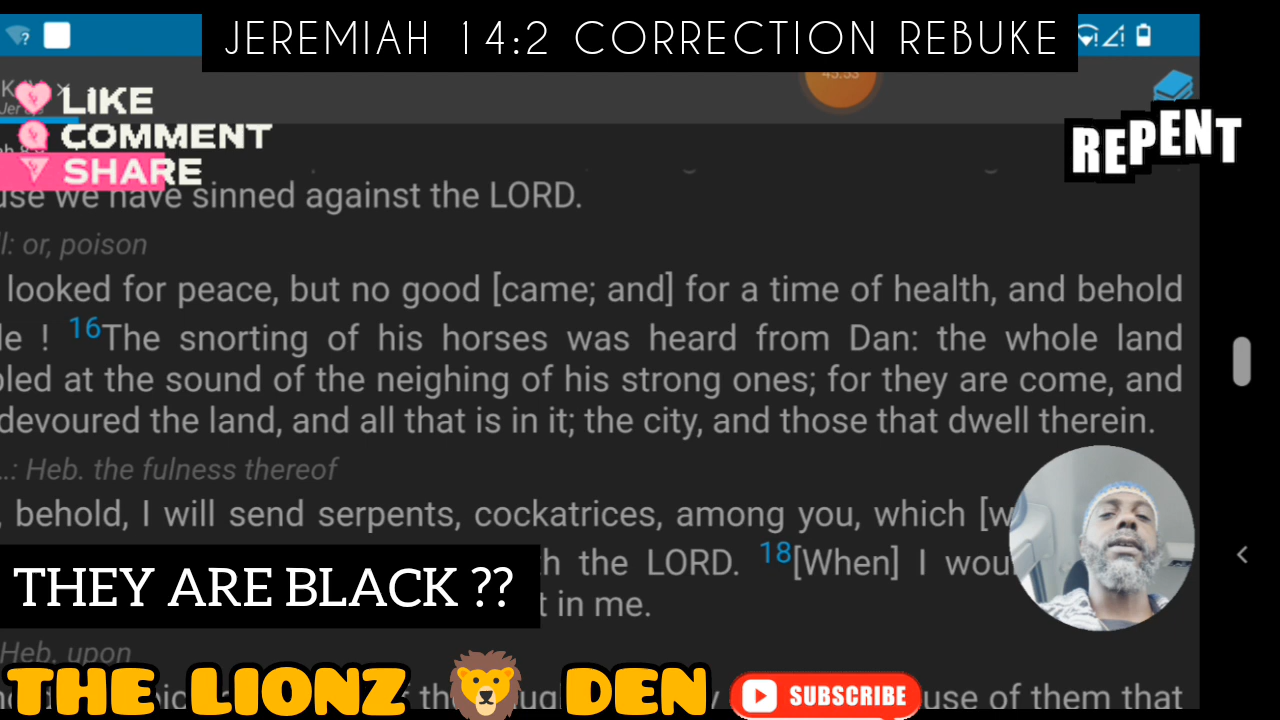 JEREMIAH 14:2 CORRECTION REBUKE
45:53
LIKE
COMMENT
SHARE
REPENT
we have sinned against the LORD.
or, poison
looked for peace, but no good [came; and] for a time of health, and behold
! 16The snorting of his horses was heard from Dan: the whole land
at the sound of the neighing of his strong ones; for they are come, and
devoured the land, and all that is in it; the city, and those that dwell therein.
Heb. the fulness thereof
behold, I will send serpents, cockatrices, among you, which
the LORD. 18[When] I
in me.
THEY ARE BLACK ??
Heb. upon
of them that
THE LIONZ 🦁 DEN
SUBSCRIBE